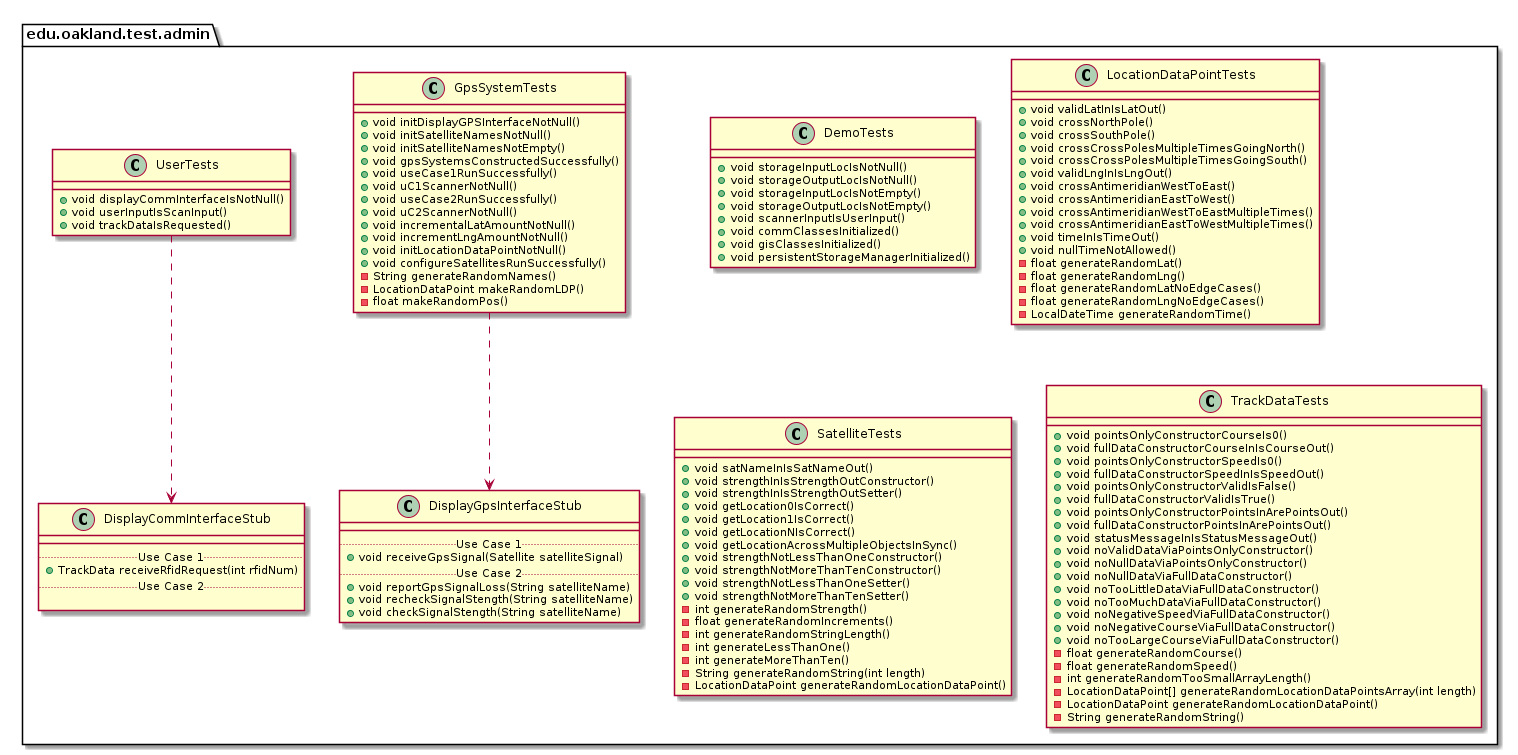 edu.oakland.test.admin
C UserTests
void displayCommInterfaceIsNotNull()
void userInputIsScanInput()
void trackDataIsRequested()
C GpsSystemTests
void initDisplayGPSInterfaceNotNull()
void initSatelliteNamesNotNull()
void initSatelliteNamesNotEmpty()
void gpsSystemsConstructedSuccessfully()
void useCase1RunSuccessfully()
void uC1ScannerNotNull()
void useCase2RunSuccessfully()
void uC2ScannerNotNull()
void incrementalLatAmountNotNull()
void incrementLngAmountNotNull()
void initLocationDataPointNotNull()
void configureSatellitesRunSuccessfully()
String generateRandomNames()
LocationDataPoint makeRandomLDP()
float makeRandomPos()
C DemoTests
void storageInputLocIsNotNull()
void storageOutputLocIsNotNull()
void storageInputLocIsNotEmpty()
void storageOutputLocIsNotEmpty()
void scannerInputIsUserInput()
void commClassesInitialized()
void gisClassesInitialized()
void persistentStorageManagerInitialized()
C LocationDataPointTests
void validLatInIsLatOut()
void crossNorthPole()
void crossSouthPole()
void crossCrossPolesMultipleTimesGoingNorth()
void crossCrossPolesMultipleTimesGoingSouth()
void validLngInIsLngOut()
void crossAntimeridianWestToEast()
void crossAntimeridianEastToWest()
void crossAntimeridianWestToEastMultipleTimes()
void crossAntimeridianEastToWestMultipleTimes()
void timeInIsTimeOut()
void nullTimeNotAllowed()
float generateRandomLat()
float generateRandomLng()
float generateRandomLatNoEdgeCases()
float generateRandomLngNoEdgeCases()
LocalDateTime generateRandomTime()
C DisplayCommInterfaceStub
Use Case 1
TrackData receiveRfidRequest(int rfidNum)
Use Case 2
C DisplayGpsInterfaceStub
Use Case 1
void receiveGpsSignal(Satellite satelliteSignal)
Use Case 2
void reportGpsSignalLoss(String satelliteName)
void recheckSignalStength(String satelliteName)
void checkSignalStength(String satelliteName)
C SatelliteTests
void satNameInIsSatNameOut()
void strengthInIsStrengthOutConstructor()
void strengthInIsStrengthOutSetter()
void getLocation0IsCorrect()
void getLocation1IsCorrect()
void getLocationNIsCorrect()
void getLocationAcrossMultipleObjectsInSync()
void strengthNotLessThanOneConstructor()
void strengthNotMoreThanTenConstructor()
void strengthNotLessThanOneSetter()
void strengthNotMoreThanTenSetter()
int generateRandomStrength()
float generateRandomIncrements()
int generateRandomStringLength()
int generateLessThanOne()
int generateMoreThanTen()
String generateRandomString(int length)
LocationDataPoint generateRandomLocationDataPoint()
C TrackDataTests
void pointsOnlyConstructorCourseIs0()
void fullDataConstructorCourseInIsCourseOut()
void pointsOnlyConstructorSpeedIs0()
void fullDataConstructorSpeedInIsSpeedOut()
void pointsOnlyConstructorValidIsFalse()
void fullDataConstructorValidIsTrue()
void pointsOnlyConstructorPointsInArePointsOut()
void fullDataConstructorPointsInArePointsOut()
void statusMessageInIsStatusMessageOut()
void noValidDataViaPointsOnlyConstructor()
void noNullDataViaPointsOnlyConstructor()
void noNullDataViaFullDataConstructor()
void noTooLittleDataViaFullDataConstructor()
void noTooMuchDataViaFullDataConstructor()
void noNegativeSpeedViaFullDataConstructor()
void noNegativeCourseViaFullDataConstructor()
void noTooLargeCourseViaFullDataConstructor()
float generateRandomCourse()
float generateRandomSpeed()
int generateRandomTooSmallArrayLength()
LocationDataPoint[] generateRandomLocationDataPointsArray(int length)
LocationDataPoint generateRandomLocationDataPoint()
String generateRandomString()